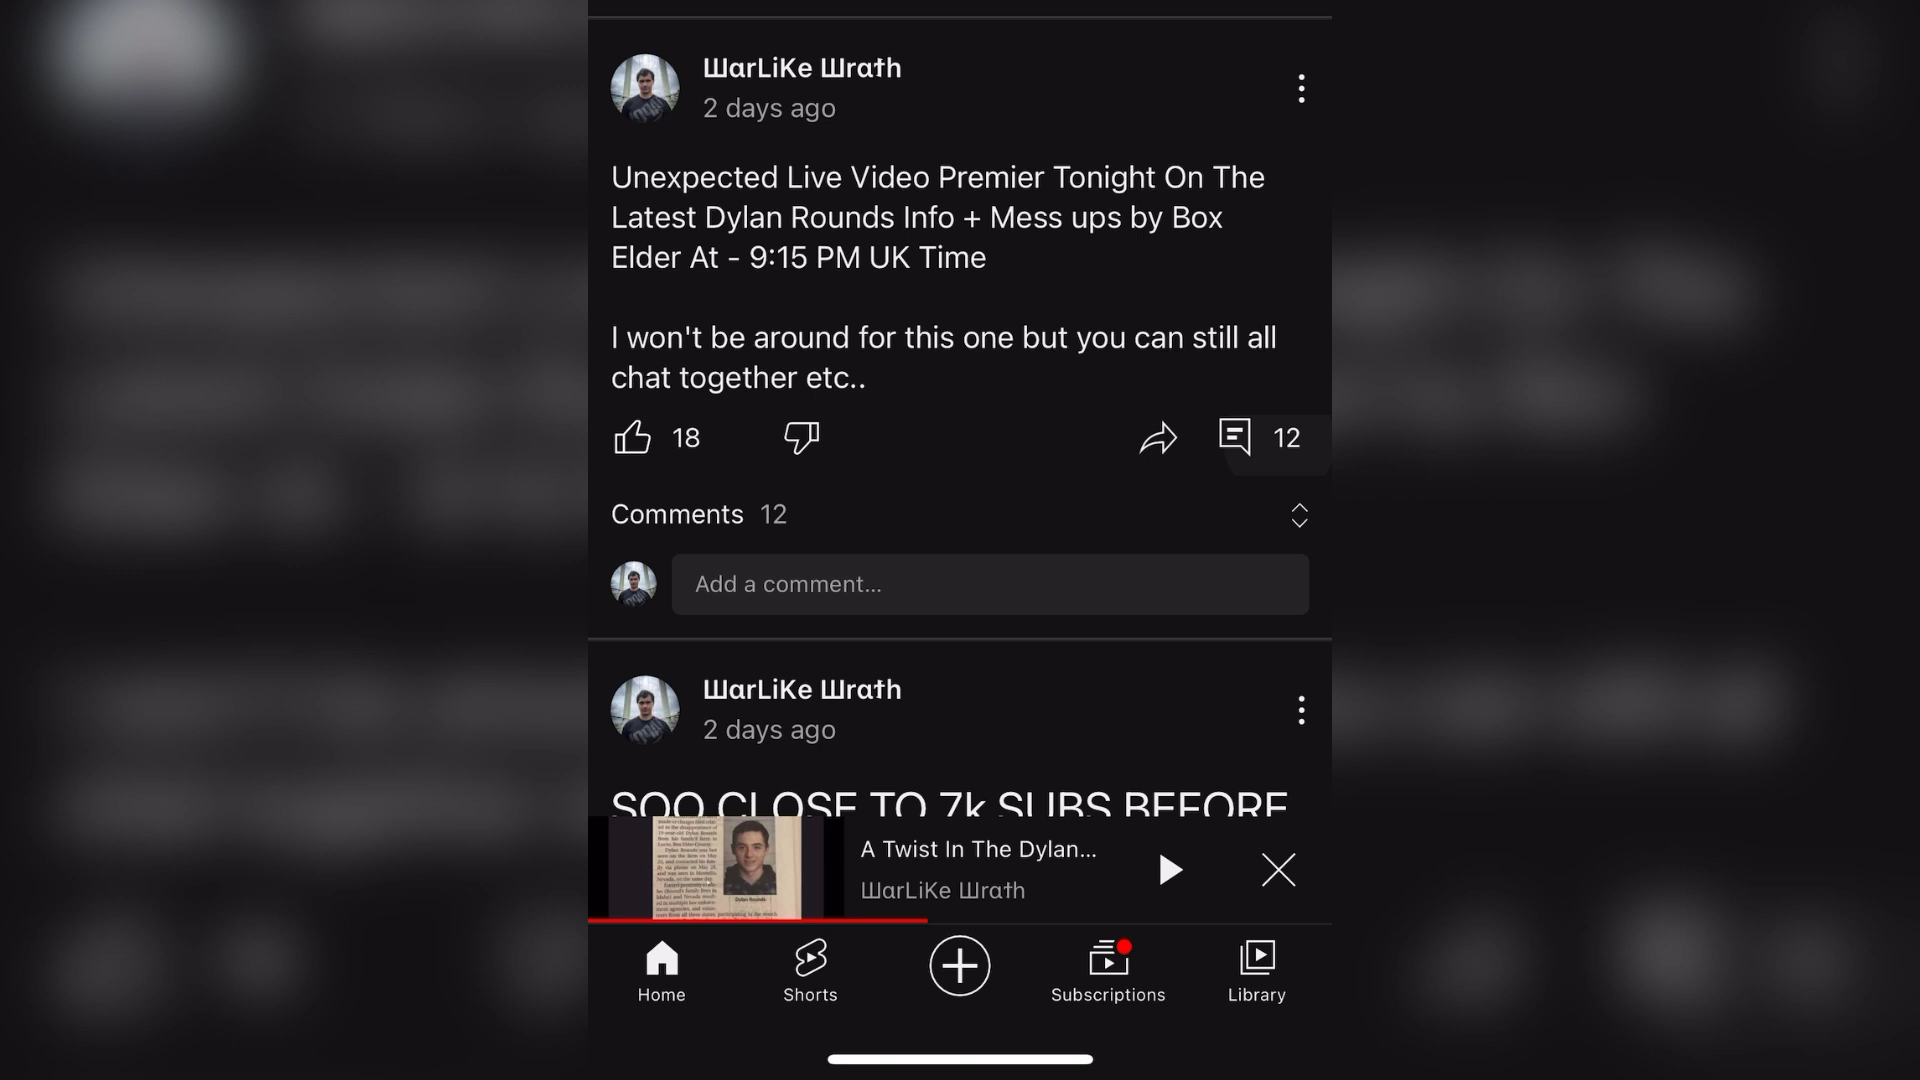 ШarLiKe Шrath
2 days ago
Unexpected Live Video Premier Tonight On The
Latest Dylan Rounds Info + Mess ups by Box
Elder At - 9:15 PM UK Time
I won't be around for this one but you can still all
chat together etc..
18
12
Comments 12
Add a comment...
ШarLiKe Шrath
2 days ago
SOO CLOSE TO 7k SUBS BEFORE
Dylan Rounds
A Twist In The Dylan...
ШarLiKe Шrath
Home
Shorts
Subscriptions
Library